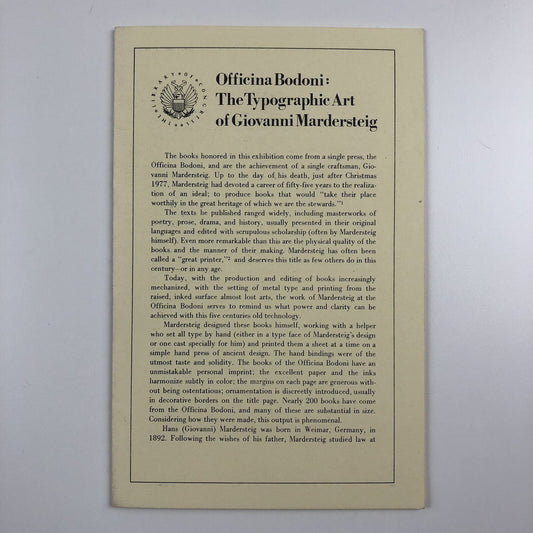 THE · LIBRARY · OF · CONGRESS
Officina Bodoni:
The Typographic Art
of Giovanni Mardersteig
The books honored in this exhibition come from a single press, the
Officina Bodoni, and are the achievement of a single craftsman, Gio-
vanni Mardersteig. Up to the day of his death, just after Christmas
1977, Mardersteig had devoted a career of fifty-five years to the realiza-
tion of an ideal; to produce books that would "take their place
worthily in the great heritage of which we are the stewards."1
The texts he published ranged widely, including masterworks of
poetry, prose, drama, and history, usually presented in their original
languages and edited with scrupulous scholarship (often by Mardersteig
himself). Even more remarkable than this are the physical quality of the
books and the manner of their making. Mardersteig has often been
called a "great printer,"2 and deserves this title as few others do in this
century—or in any age.
Today, with the production and editing of books increasingly
mechanized, with the setting of metal type and printing from the
raised, inked surface almost lost arts, the work of Mardersteig at the
Officina Bodoni serves to remind us what power and clarity can be
achieved with this five centuries old technology.
Mardersteig designed these books himself, working with a helper
who set all type by hand (either in a type face of Mardersteig's design
or one cast specially for him) and printed them a sheet at a time on a
simple hand press of ancient design. The hand bindings were of the
utmost taste and solidity. The books of the Officina Bodoni have an
unmistakable personal imprint; the excellent paper and the inks
harmonize subtly in color; the margins on each page are generous with-
out being ostentations; ornamentation is discreetly introduced, usually
in decorative borders on the title page. Nearly 200 books have come
from the Officina Bodoni, and many of these are substantial in size.
Considering how they were made, this output is phenomenal.
Hans (Giovanni) Mardersteig was born in Weimar, Germany, in
1892. Following the wishes of his father, Mardersteig studied law at